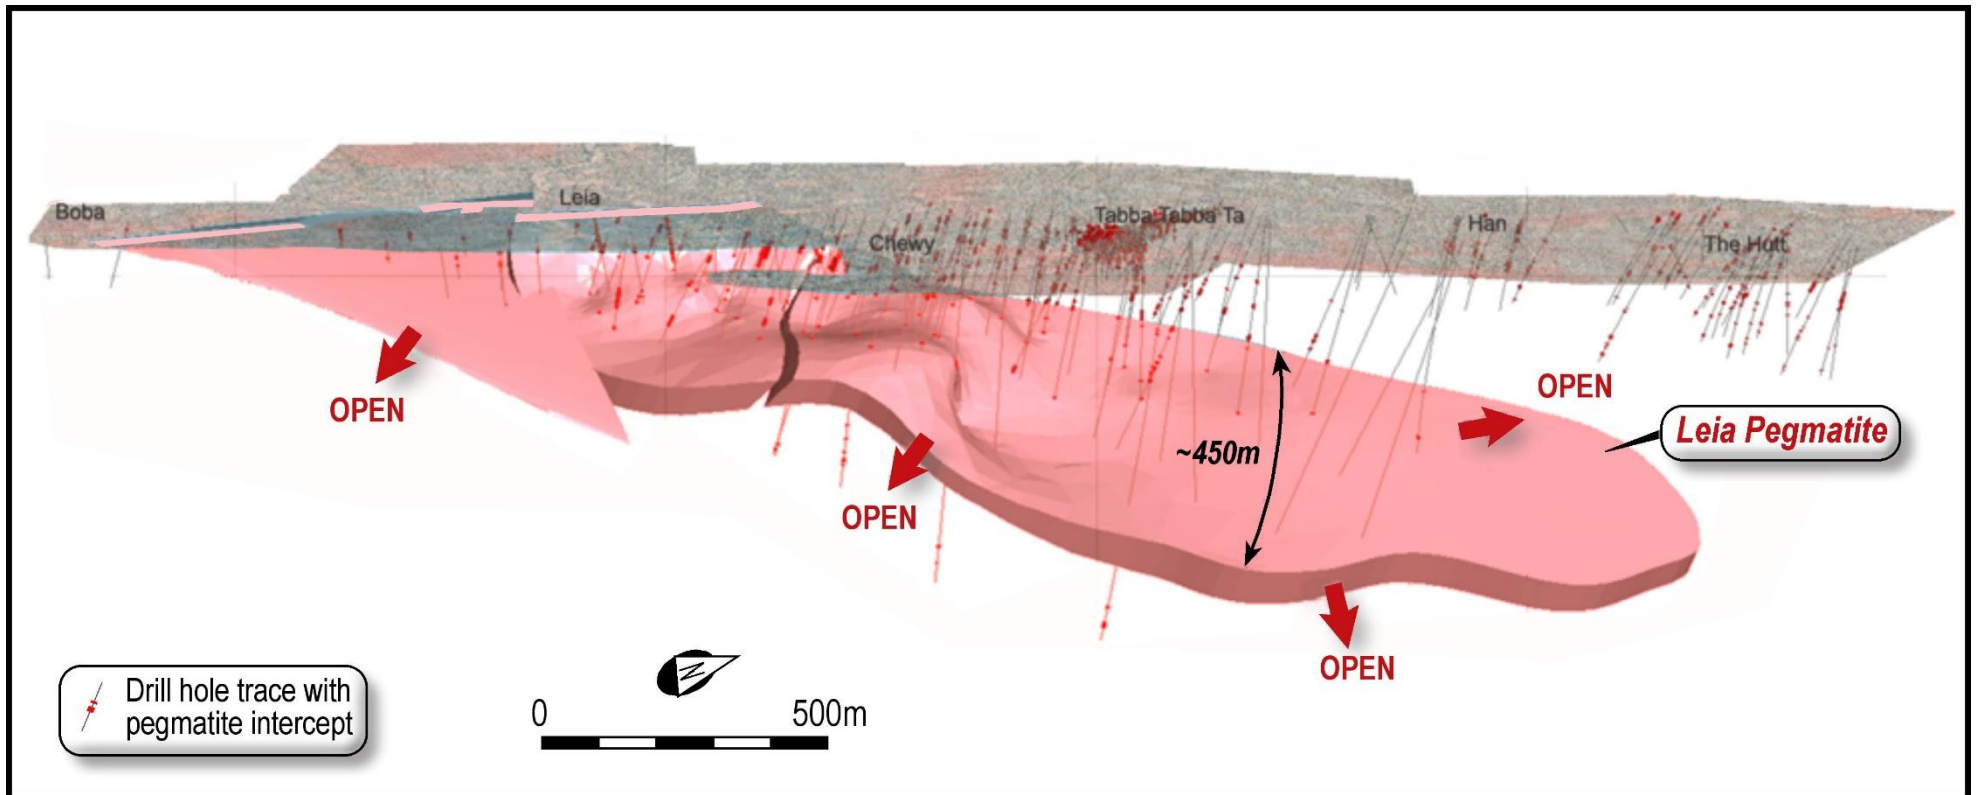 Boba
Leia
Chewy
Tabba Tabba Ta
Han
The Hutt
OPEN
OPEN
OPEN
OPEN
~450m
Leia Pegmatite
Drill hole trace with
pegmatite intercept
N
0
500m